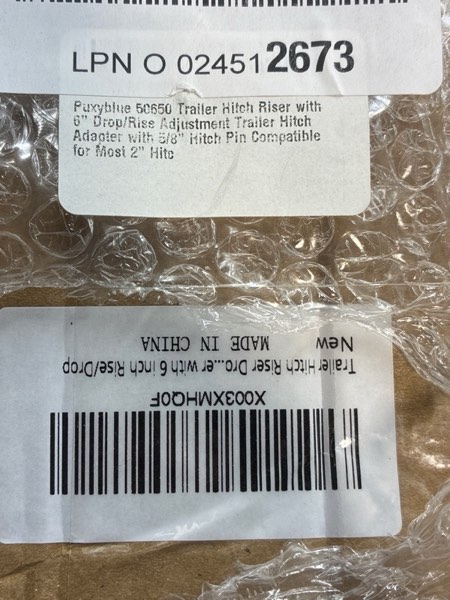 LPN O 024512673
Puxyblue 50650 Trailer Hitch Riser with
6" Drop/Rise Adjustment Trailer Hitch
Adapter with 5/8" Hitch Pin Compatible
for Most 2" Hitc
X003XMHQ0F
Trailer Hitch Riser Dro...er with 6 inch Rise/Drop
New MADE IN CHINA